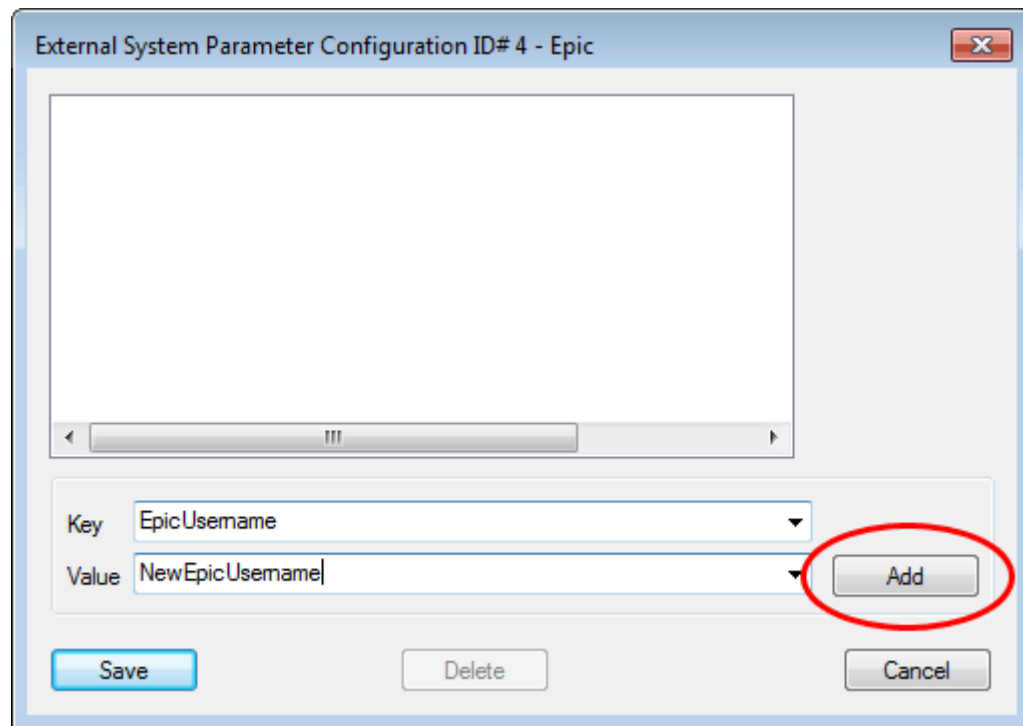 External System Parameter Configuration ID# 4 - Epic
Key EpicUsername
Value NewEpicUsername Add
Save Delete Cancel